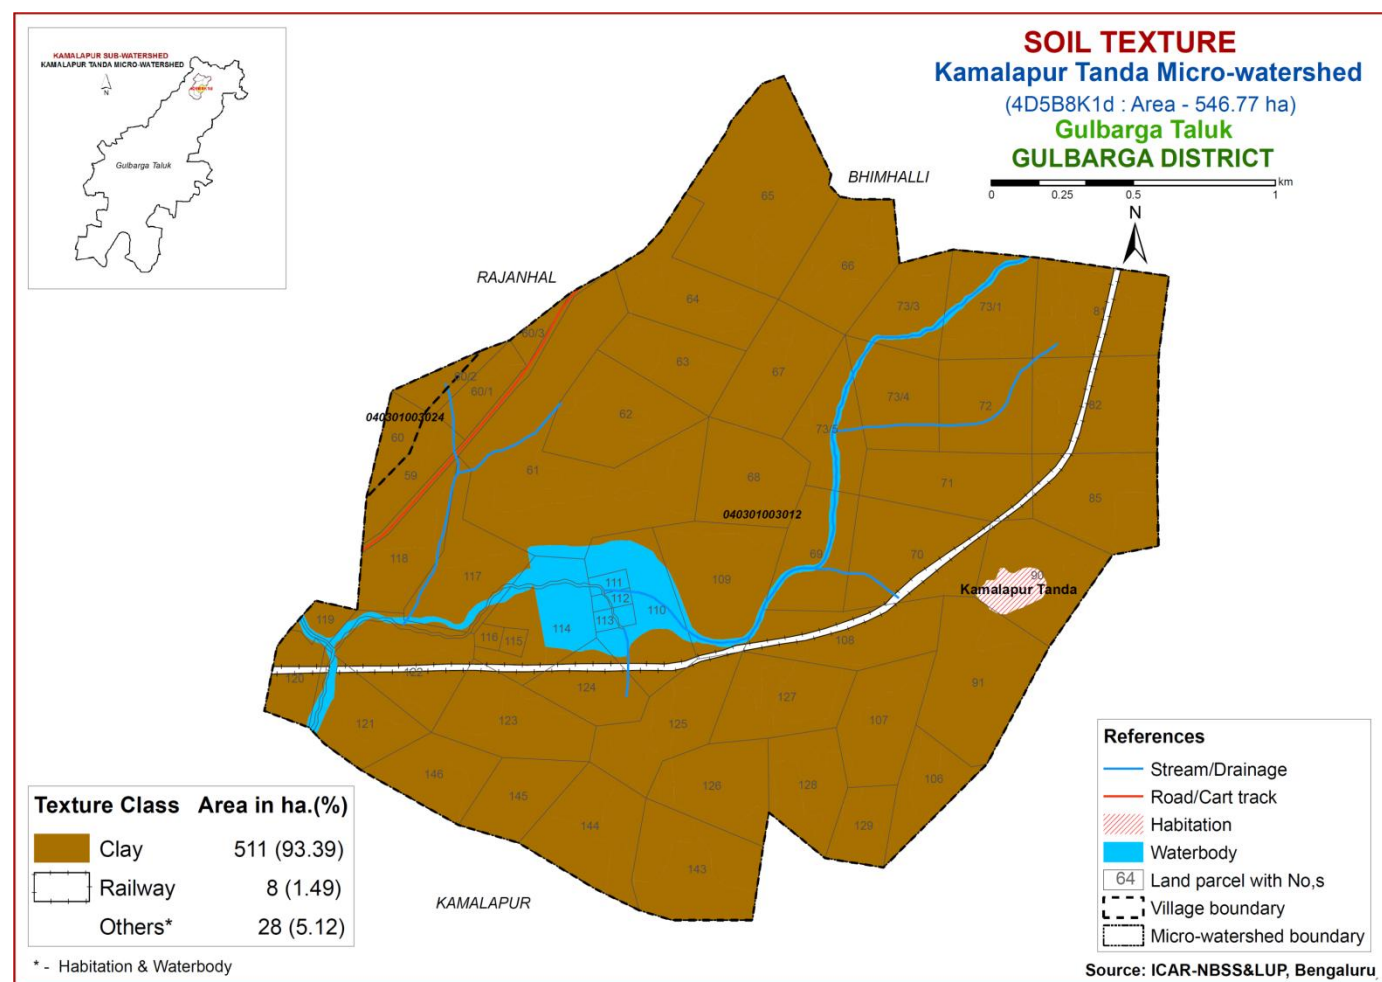 KAMALAPUR SUB-WATERSHED
KAMALAPUR TANDA MICRO-WATERSHED
N
Gulbarga Taluk
SOIL TEXTURE
Kamalapur Tanda Micro-watershed
(4D5B8K1d : Area - 546.77 ha)
Gulbarga Taluk
GULBARGA DISTRICT
km
0 0.25 0.5 1
N
BHIMHALLI
RAJANHAL
KAMALAPUR
65
66
64
73/3
73/1
81
60/3
63
67
60/2
60/1
73/4
72
82
040301003024
62
73/5
60
59
61
68
71
85
040301003012
118
117
69
70
109
111
90
Kamalapur Tanda
112
110
113
114
119
116
115
108
120
122
124
91
127
121
123
125
107
146
145
126
128
106
144
129
143
Texture Class Area in ha.(%)
Clay 511 (93.39)
Railway 8 (1.49)
Others* 28 (5.12)
* - Habitation & Waterbody
References
Stream/Drainage
Road/Cart track
Habitation
Waterbody
64 Land parcel with No,s
Village boundary
Micro-watershed boundary
Source: ICAR-NBSS&LUP, Bengaluru